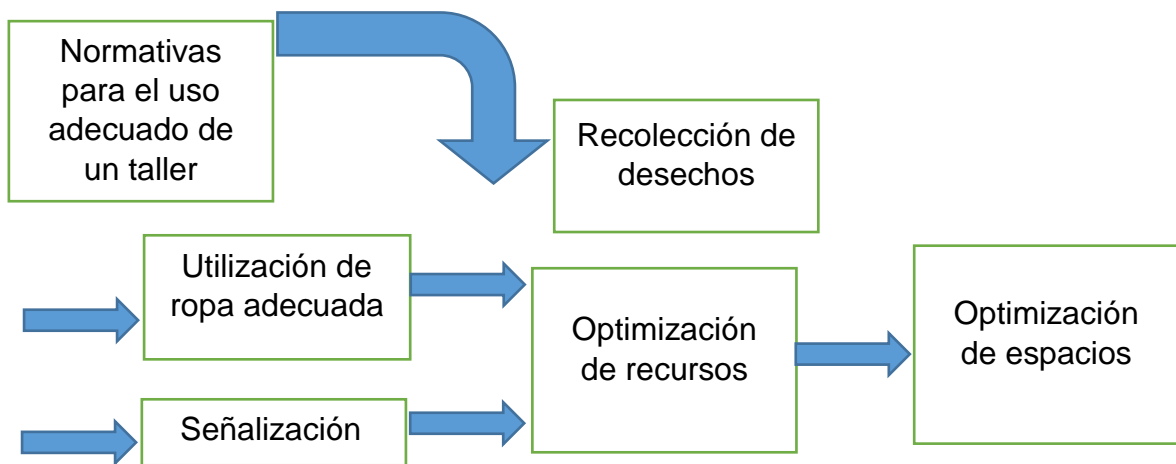 Normativas
para el uso
adecuado de
un taller
Recolección de
desechos
Utilización de
ropa adecuada
Optimización
de recursos
Optimización
de espacios
Señalización